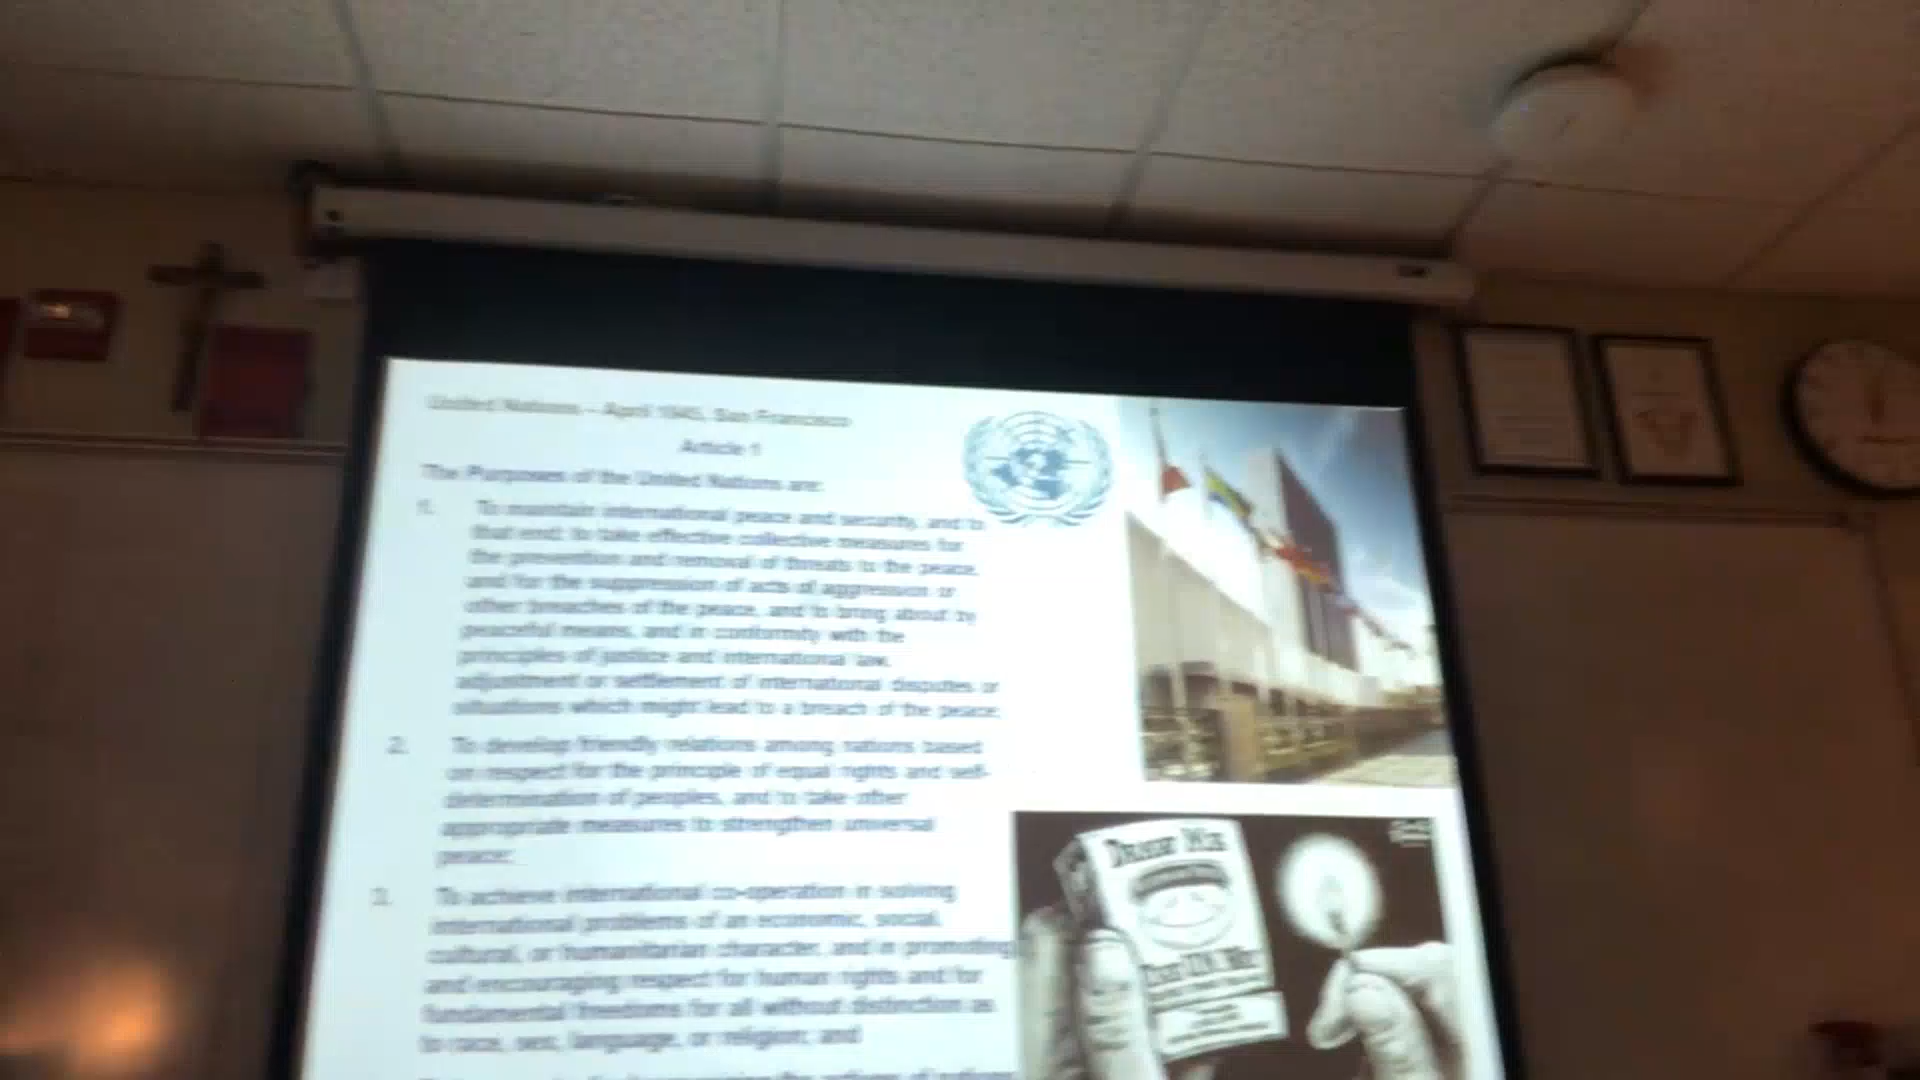 United Nations – April 1945, San Francisco
Article 1
The Purposes of the United Nations are:
1. To maintain international peace and security, and to
that end: to take effective collective measures for
the prevention and removal of threats to the peace,
and for the suppression of acts of aggression or
other breaches of the peace, and to bring about by
peaceful means, and in conformity with the
principles of justice and international law,
adjustment or settlement of international disputes or
situations which might lead to a breach of the peace;
2. To develop friendly relations among nations based
on respect for the principle of equal rights and self-
determination of peoples, and to take other
appropriate measures to strengthen universal
peace;
3. To achieve international co-operation in solving
international problems of an economic, social,
cultural, or humanitarian character, and in promoting
and encouraging respect for human rights and for
fundamental freedoms for all without distinction as
to race, sex, language, or religion; and